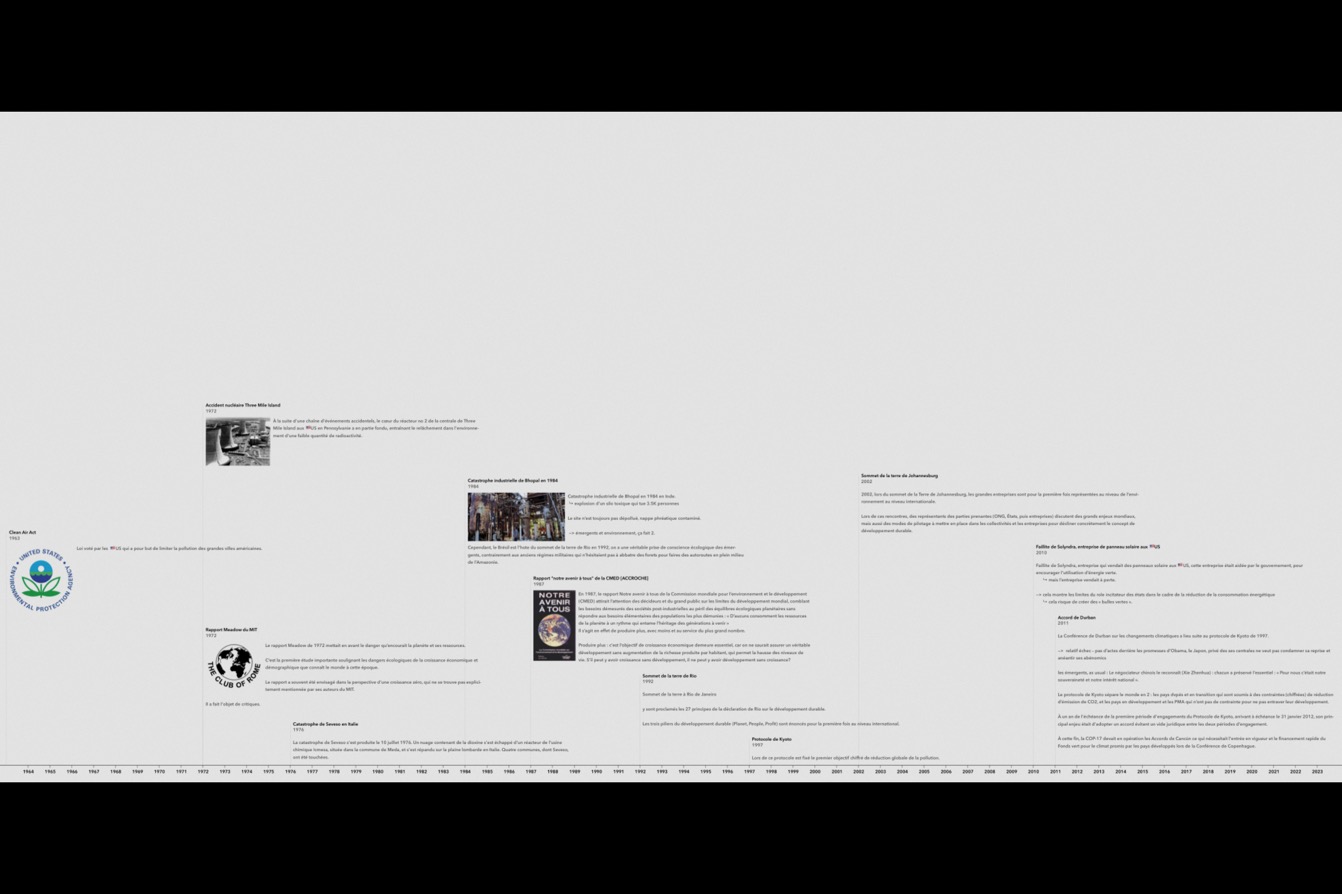 Accident nucléaire Three Mile Island
1972
À la suite d'une chaîne d'évènements accidentels, le cœur du réacteur no 2 de la centrale de Three
Mile Island aux US en Pennsylvanie a en partie fondu, entraînant le relâchement dans l'environne-
ment d'une faible quantité de radioactivité
Catastrophe industrielle de Bhopal en 1984
1984
Catastrophe industrielle de Bhopal en 1984 en Inde.
↪ explosion d'un silo toxique qui tue 3.5K personnes
Le site n'est toujours pas dépollué, nappe phréatique contaminé
--> émergents et environnement, ça fait 2.
Cependant, le Brésil est l'hote du sommet de la terre de Rio en 1992, on a une véritable prise de conscience écologique des émer-
gents, contrairement aux anciens régimes militaires qui n'hésitaient pas à abbatre des forets pour faires des autoroutes en plein milieu
de l'Amazonie.
Sommet de la terre de Johannesburg
2002
2002, lors du sommet de la Terre de Johannesburg, les grandes entreprises sont pour la première fois représentées au niveau de l'envi-
ronnement au niveau internationale.
Lors de ces rencontres, des représentants des parties prenantes (ONG, États, puis entreprises) discutent des grands enjeux mondiaux,
mais aussi des modes de pilotage à mettre en place dans les collectivités et les entreprises pour décliner concrètement le concept de
développement durable.
Clean Air Act
1963
UNITED STATES
ENVIRONMENTAL PROTECTION AGENCY
Loi voté par les US qui a pour but de limiter la pollution des grandes villes américaines.
Faillite de Solyndra, entreprise de panneau solaire aux US
2010
Faillite de Solyndra, entreprise qui vendait des panneaux solaire aux US, cette entreprise était aidée par le gouvernement, pour
encourager l'utilisation d'énergie verte.
↪ mais l'entreprise vendait à perte.
--> cela montre les limites du role incitateur des états dans le cadre de la réduction de la consommation énergétique
↪ cela risque de créer des « bulles vertes ».
Rapport "notre avenir à tous" de la CMED [ACCROCHE]
1987
NOTRE
AVENIR
À TOUS
En 1987, le rapport Notre avenir à tous de la Commission mondiale pour l'environnement et le développement
(CMED) attirait l'attention des décideurs et du grand public sur les limites du développement mondial, comblent
les besoins démesurés des sociétés post-industrielles au péril des équilibres écologiques planétaires sans
répondre aux besoins élémentaires des populations les plus démunies : « D'aucuns consomment les ressources
de la planète à un rythme qui entame l'héritage des générations à venir »
Il s'agit en effet de produire plus, avec moins et au service du plus grand nombre.
Produire plus : c'est l'objectif de croissance économique demeure essentiel, car on ne saurait assurer un véritable
développement sans augmentation de la richesse produite par habitant, qui permet la hausse des niveaux de
vie. S'il peut y avoir croissance sans développement, il ne peut y avoir développement sans croissance?
Accord de Durban
2011
La Conférence de Durban sur les changements climatiques a lieu suite au protocole de Kyoto de 1997.
--> relatif échec - pas d'actes derrière les promesses d'Obama, le Japon, privé des ses centrales ne veut pas condamner sa reprise et
anéantir ses abénomics
les émergents, as usual : Le négociateur chinois le reconnaît (Xie Zhenhua) : chacun a préservé l'essentiel : « Pour nous c'était notre
souveraineté et notre intérêt national ».
Le protocole de Kyoto sépare le monde en 2 : les pays dvpés et en transition qui sont soumis à des contraintes (chiffrées) de réduction
d'émission de CO2, et les pays en développement et les PMA qui n'ont pas de contrainte pour ne pas entraver leur développement.
À un an de l'échéance de la première période d'engagements du Protocole de Kyoto, arrivant à échéance le 31 janvier 2012, son prin-
cipal enjeu était d'adopter un accord évitant un vide juridique entre les deux périodes d'engagement.
À cette fin, la COP-17 devait en opération les Accords de Cancún ce qui nécessitait l'entrée en vigueur et le financement rapide du
Fonds vert pour le climat promis par les pays développés lors de la Conférence de Copenhague.
Rapport Meadow du MIT
1972
THE CLUB OF ROME
Le rapport Meadow de 1972 mettait en avant le danger qu'encourait la planète et ses ressources.
C'est la première étude importante soulignant les dangers écologiques de la croissance économique et
démographique que connaît le monde à cette époque.
Le rapport a souvent été envisagé dans la perspective d'une croissance zéro, qui ne se trouve pas explici-
tement mentionnée par ses auteurs du MIT.
Il a fait l'objet de critiques.
Sommet de la terre de Rio
1992
Sommet de la terre à Rio de Janeiro
y sont proclamés les 27 principes de la déclaration de Rio sur le développement durable.
Les trois piliers du développement durable (Planet, People, Profit) sont énoncés pour la première fois au niveau international.
Catastrophe de Seveso en Italie
1976
La catastrophe de Seveso s'est produite le 10 juillet 1976. Un nuage contenant de la dioxine s'est échappé d'un réacteur de l'usine
chimique Icmesa, située dans la commune de Meda, et s'est répandu sur la plaine lombarde en Italie. Quatre communes, dont Seveso,
ont été touchées.
Protocole de Kyoto
1997
Lors de ce protocole est fixé le premier objectif chiffré de réduction globale de la pollution.
1964 1965 1966 1967 1968 1969 1970 1971 1972 1973 1974 1975 1976 1977 1978 1979 1980 1981 1982 1983 1984 1985 1986 1987 1988 1989 1990 1991 1992 1993 1994 1995 1996 1997 1998 1999 2000 2001 2002 2003 2004 2005 2006 2007 2008 2009 2010 2011 2012 2013 2014 2015 2016 2017 2018 2019 2020 2021 2022 2023